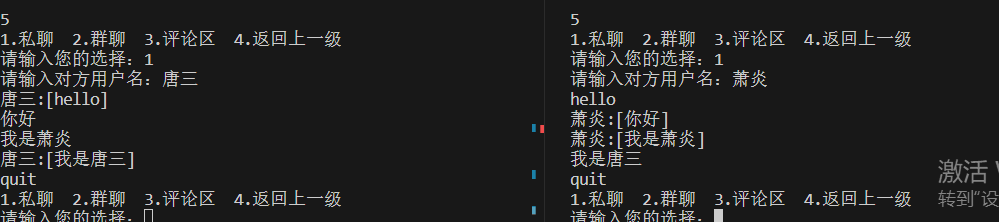 5
1.私聊 2.群聊 3.评论区 4.返回上一级
请输入您的选择: 1
请输入对方用户名: 唐三
唐三:[hello]
你好
我是萧炎
唐三:[我是唐三]
quit
1.私聊 2.群聊 3.评论区 4.返回上一级
请输入您的选择:
5
1.私聊 2.群聊 3.评论区 4.返回上一级
请输入您的选择: 1
请输入对方用户名: 萧炎
hello
萧炎:[你好]
萧炎:[我是萧炎]
我是唐三
quit
1.私聊 2.群聊 3.评论区 4.返回上一级
请输入您的选择:
激活
转到"设